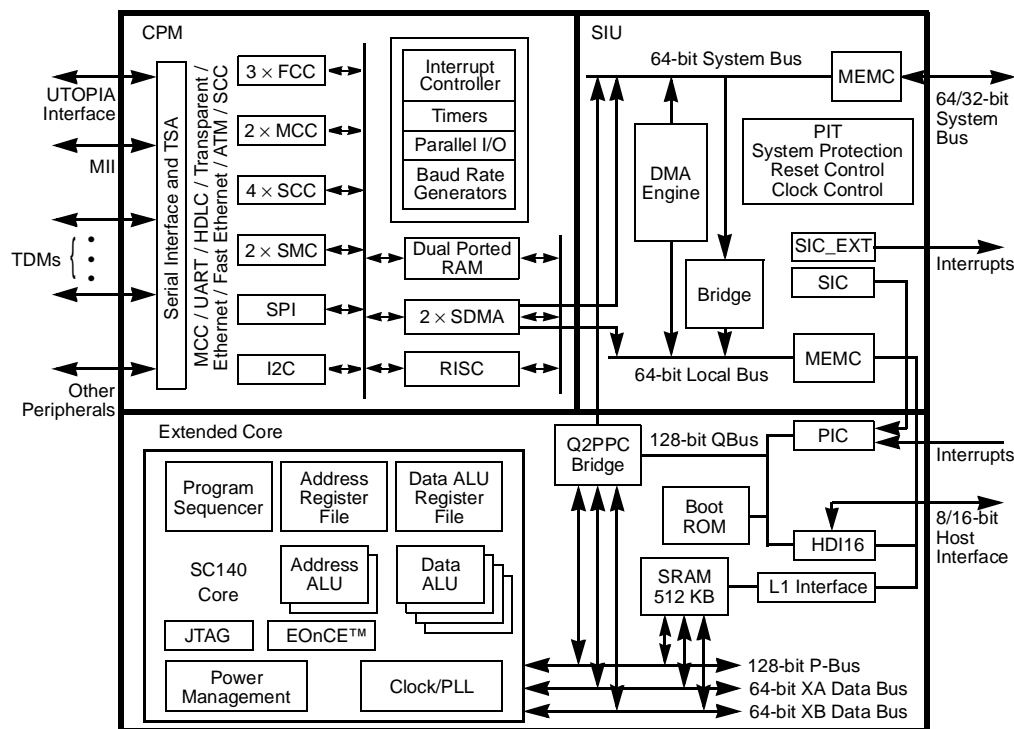 CPM
SIU
UTOPIA
Interface
MII
TDMs
Other
Peripherals
Serial Interface and TSA
MCC / UART / HDLC / Transparent /
Ethernet / Fast Ethernet / ATM / SCC
3 × FCC
2 × MCC
4 × SCC
2 × SMC
SPI
I2C
Interrupt
Controller
Timers
Parallel I/O
Baud Rate
Generators
Dual Ported
RAM
2 × SDMA
RISC
64-bit System Bus
MEMC
64/32-bit
System
Bus
DMA
Engine
PIT
System Protection
Reset Control
Clock Control
SIC_EXT
Interrupts
SIC
Bridge
64-bit Local Bus
MEMC
Extended Core
Program
Sequencer
Address
Register
File
Data ALU
Register
File
SC140
Core
Address
ALU
Data
ALU
JTAG
EOnCE™
Power
Management
Clock/PLL
Q2PPC
Bridge
128-bit QBus
PIC
Interrupts
Boot
ROM
HDI16
8/16-bit
Host
Interface
SRAM
512 KB
L1 Interface
128-bit P-Bus
64-bit XA Data Bus
64-bit XB Data Bus